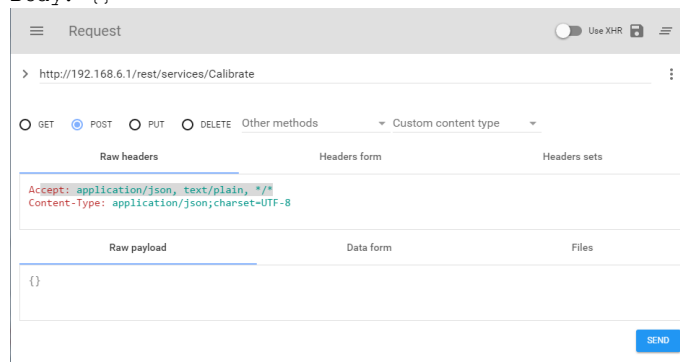 Body: {}
Request
Use XHR
http://192.168.6.1/rest/services/Calibrate
GET POST PUT DELETE Other methods Custom content type
Raw headers Headers form Headers sets
Accept: application/json, text/plain, */*
Content-Type: application/json;charset=UTF-8
Raw payload Data form Files
{}
SEND